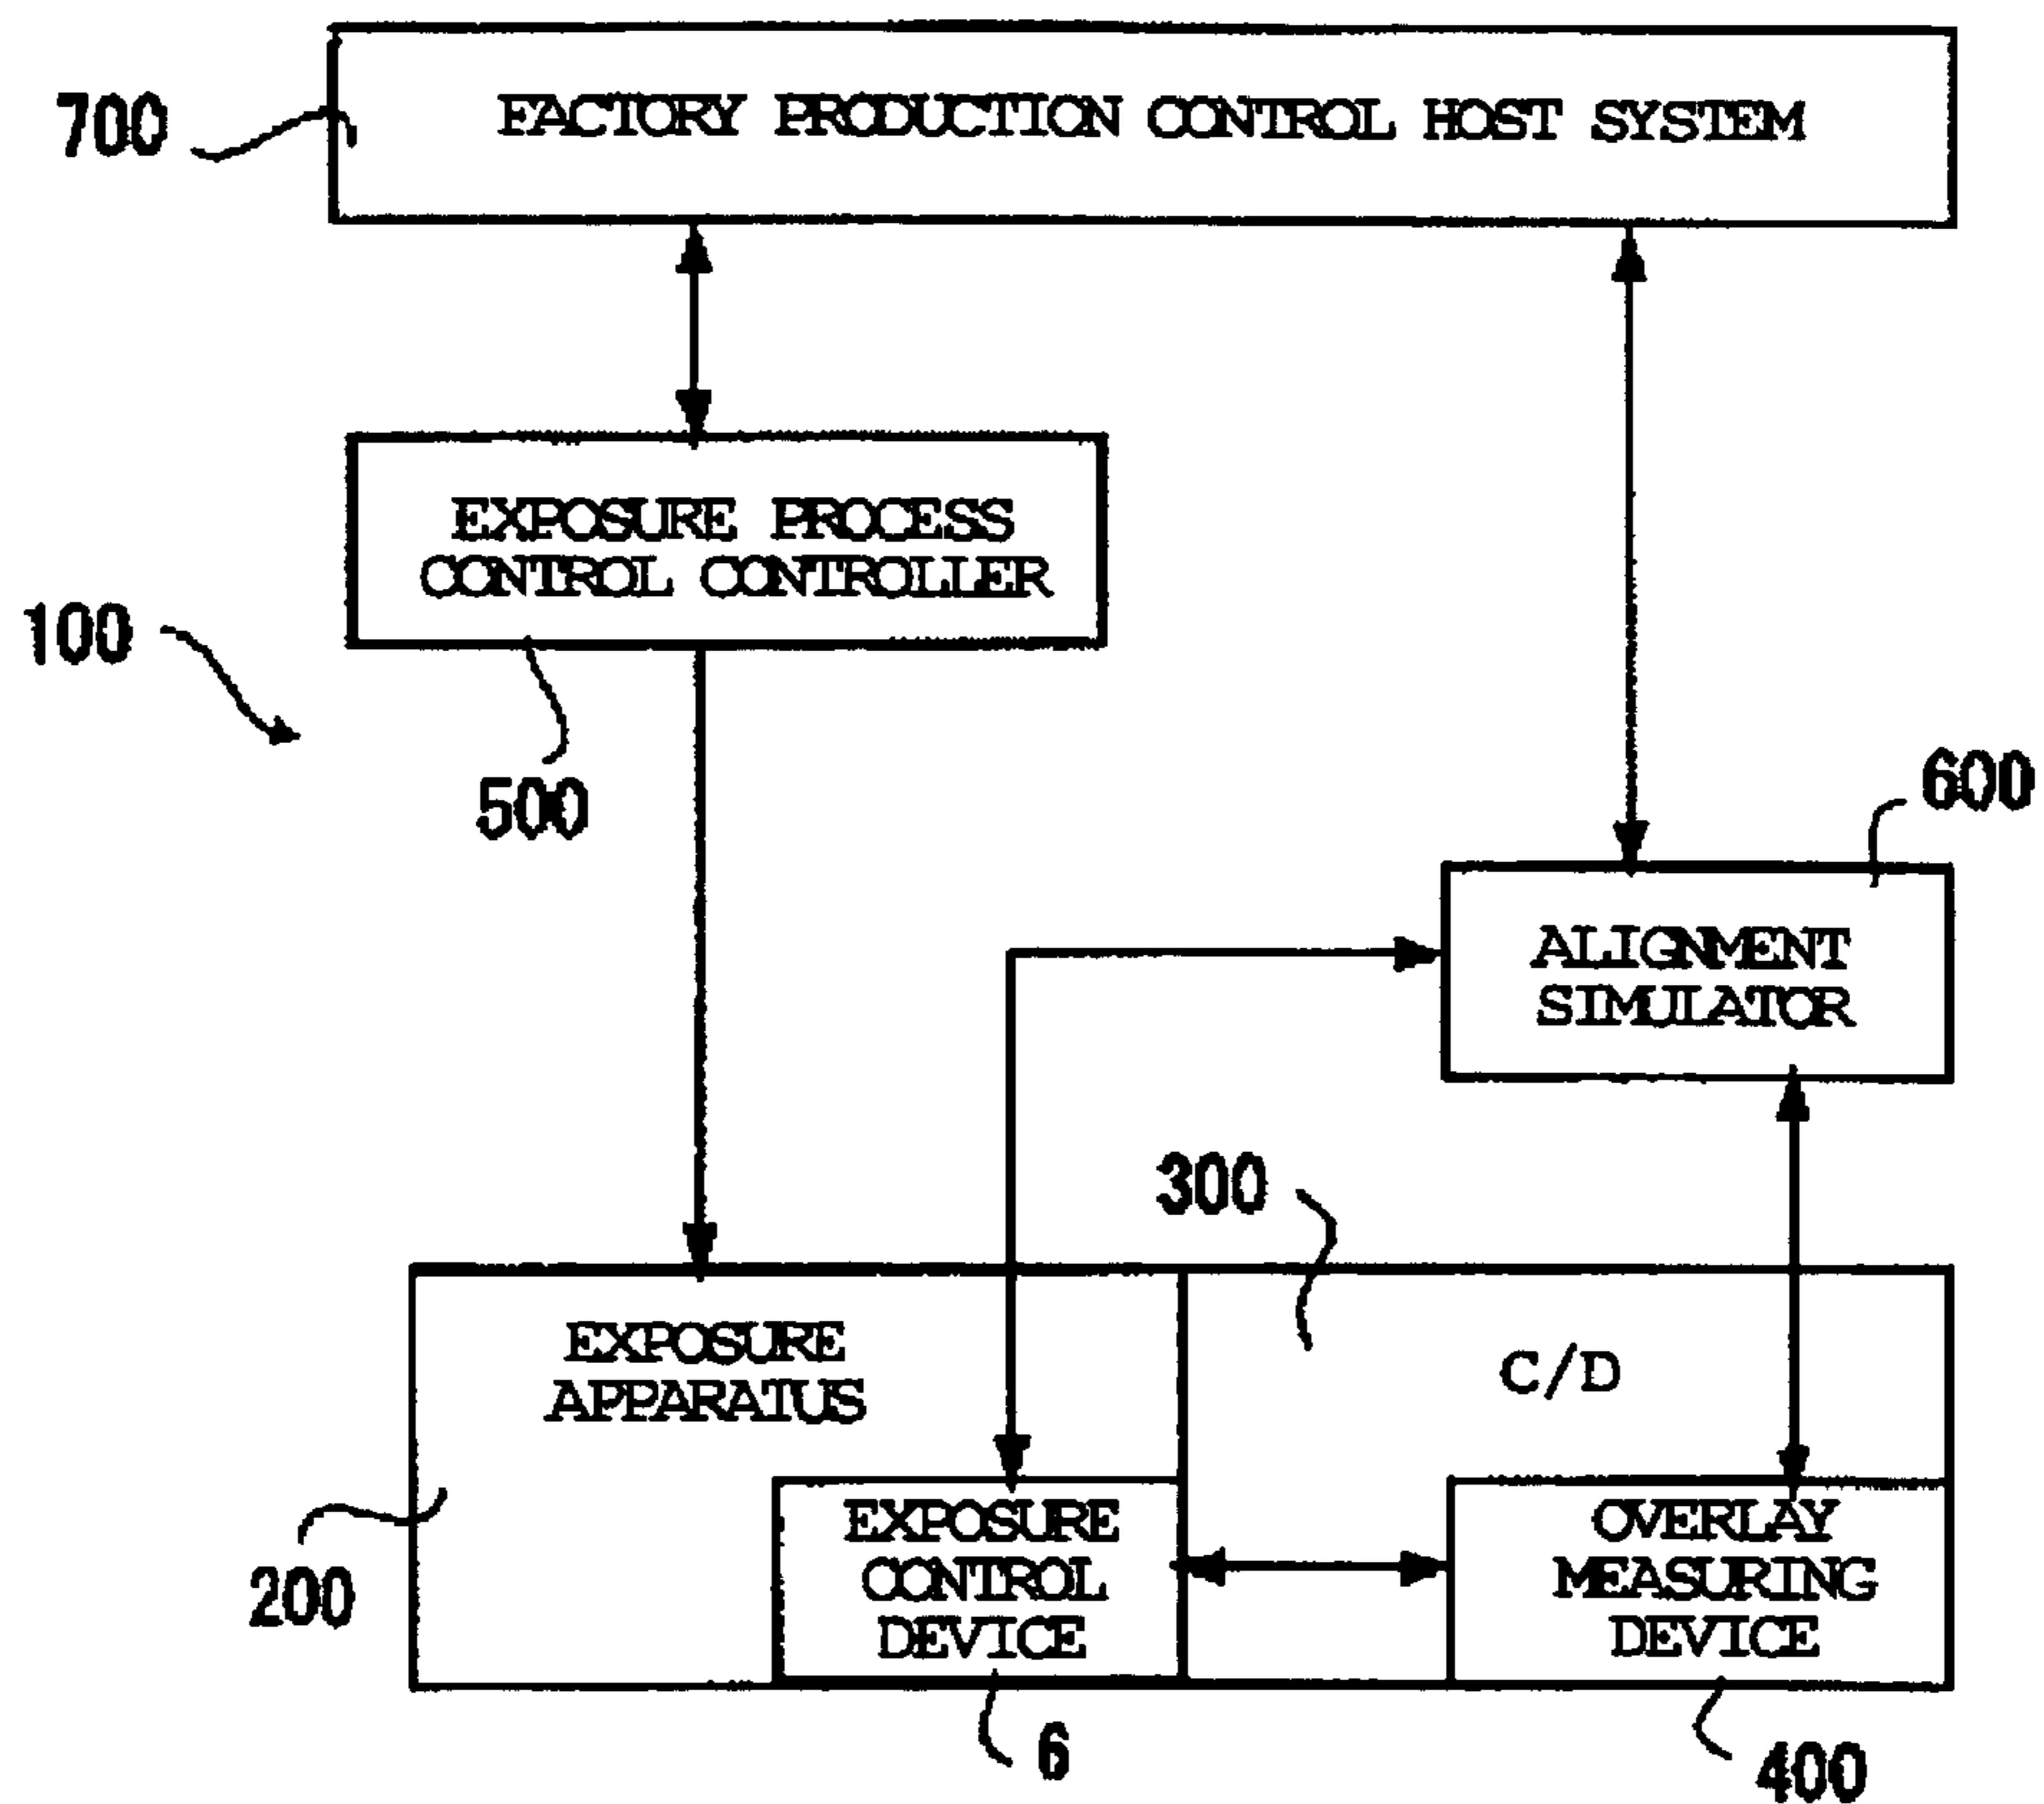 700
FACTORY PRODUCTION CONTROL HOST SYSTEM
EXPOSURE PROCESS
CONTROL CONTROLLER
100
500
600
ALIGNMENT
SIMULATOR
300
EXPOSURE
APPARATUS
C/D
200
EXPOSURE
CONTROL
DEVICE
OVERLAY
MEASURING
DEVICE
6
400